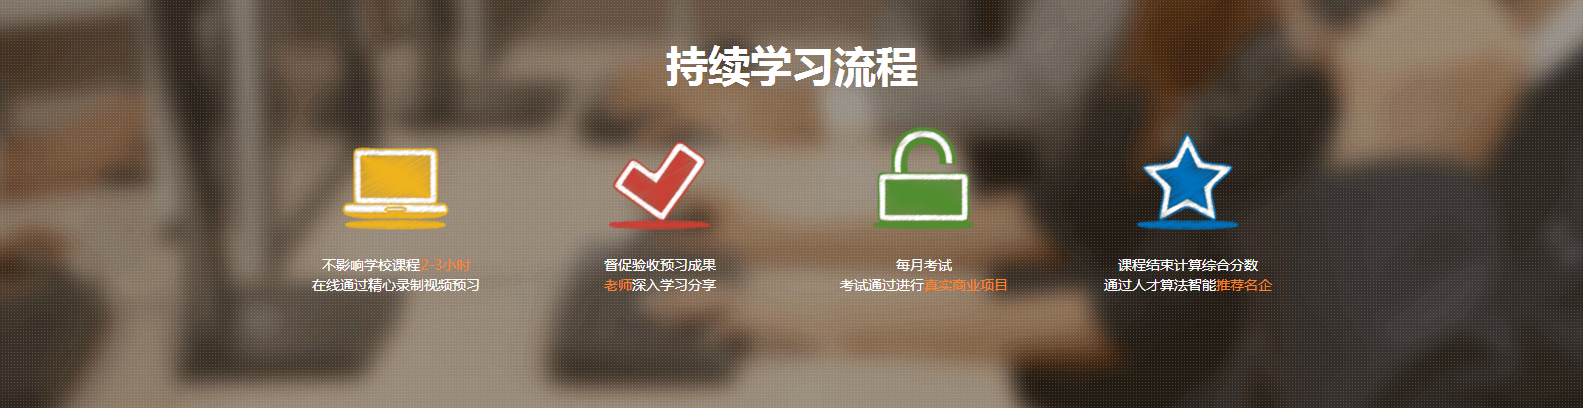 持续学习流程
不影响学校课程2-3小时
在线通过精心录制视频预习
督促验收预习成果
老师深入学习分享
每月考试
考试通过进行真实商业项目
课程结束计算综合分数
通过人才算法智能推荐名企